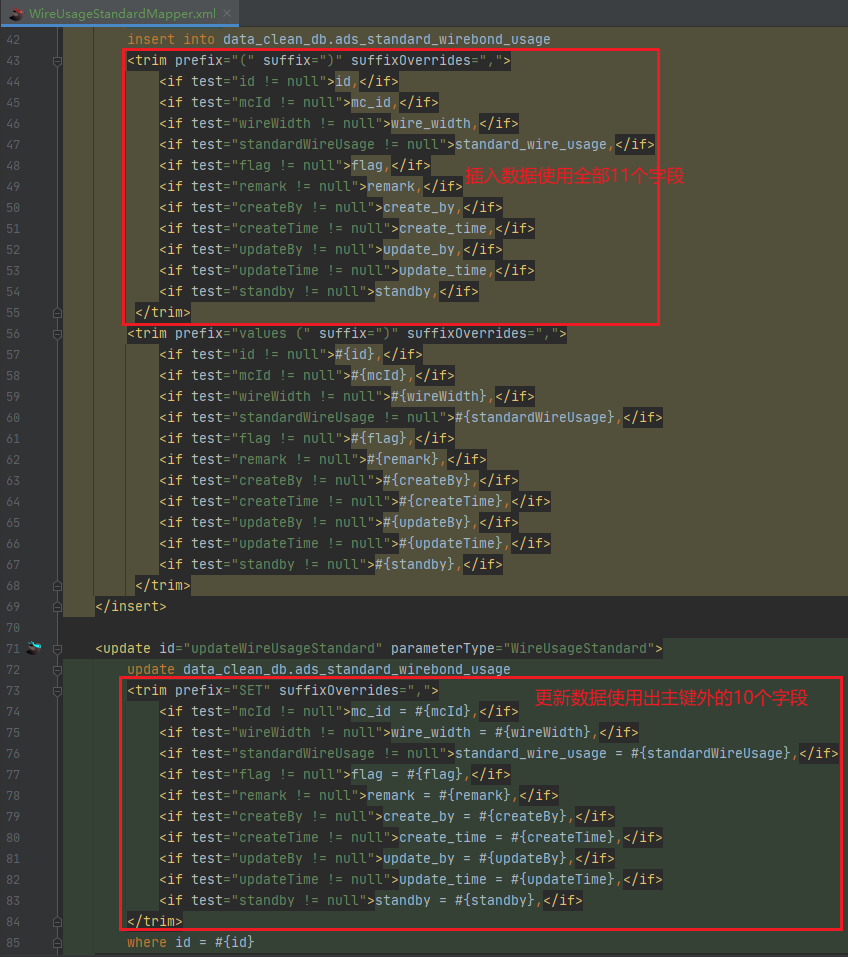 WireUsageStandardMapper.xml ×
42 insert into data_clean_db.ads_standard_wirebond_usage
43 <trim prefix="(" suffix=")" suffixOverrides=",">
44 <if test="id != null">id,</if>
45 <if test="mcId != null">mc_id,</if>
46 <if test="wireWidth != null">wire_width,</if>
47 <if test="standardWireUsage != null">standard_wire_usage,</if>
48 <if test="flag != null">flag,</if>
插入数据使用全部11个字段
49 <if test="remark != null">remark,</if>
50 <if test="createBy != null">create_by,</if>
51 <if test="createTime != null">create_time,</if>
52 <if test="updateBy != null">update_by,</if>
53 <if test="updateTime != null">update_time,</if>
54 <if test="standby != null">standby,</if>
55 </trim>
56 <trim prefix="values (" suffix=")" suffixOverrides=",">
57 <if test="id != null">#{id},</if>
58 <if test="mcId != null">#{mcId},</if>
59 <if test="wireWidth != null">#{wireWidth},</if>
60 <if test="standardWireUsage != null">#{standardWireUsage},</if>
61 <if test="flag != null">#{flag},</if>
62 <if test="remark != null">#{remark},</if>
63 <if test="createBy != null">#{createBy},</if>
64 <if test="createTime != null">#{createTime},</if>
65 <if test="updateBy != null">#{updateBy},</if>
66 <if test="updateTime != null">#{updateTime},</if>
67 <if test="standby != null">#{standby},</if>
68 </trim>
69 </insert>
70
71 <update id="updateWireUsageStandard" parameterType="WireUsageStandard">
72 update data_clean_db.ads_standard_wirebond_usage
73 <trim prefix="SET" suffixOverrides=",">
更新数据使用出主键外的10个字段
74 <if test="mcId != null">mc_id = #{mcId},</if>
75 <if test="wireWidth != null">wire_width = #{wireWidth},</if>
76 <if test="standardWireUsage != null">standard_wire_usage = #{standardWireUsage},</if>
77 <if test="flag != null">flag = #{flag},</if>
78 <if test="remark != null">remark = #{remark},</if>
79 <if test="createBy != null">create_by = #{createBy},</if>
80 <if test="createTime != null">create_time = #{createTime},</if>
81 <if test="updateBy != null">update_by = #{updateBy},</if>
82 <if test="updateTime != null">update_time = #{updateTime},</if>
83 <if test="standby != null">standby = #{standby},</if>
84 </trim>
85 where id = #{id}